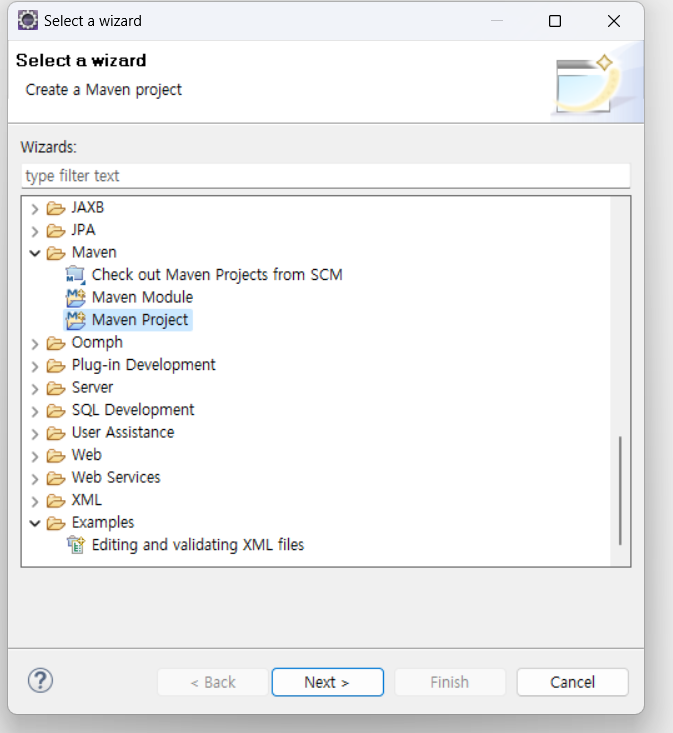 Select a wizard
Select a wizard
Create a Maven project
Wizards:
type filter text
JAXB
JPA
Maven
Check out Maven Projects from SCM
Maven Module
Maven Project
Oomph
Plug-in Development
Server
SQL Development
User Assistance
Web
Web Services
XML
Examples
Editing and validating XML files
? < Back Next > Finish Cancel